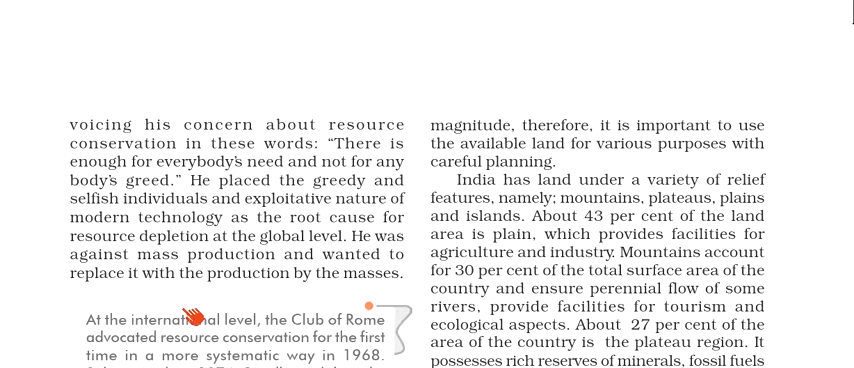 voicing his concern about resource
conservation in these words: “There is
enough for everybody’s need and not for any
body’s greed.” He placed the greedy and
selfish individuals and exploitative nature of
modern technology as the root cause for
resource depletion at the global level. He was
against mass production and wanted to
replace it with the production by the masses.
At the international level, the Club of Rome
advocated resource conservation for the first
time in a more systematic way in 1968.
magnitude, therefore, it is important to use
the available land for various purposes with
careful planning.
India has land under a variety of relief
features, namely; mountains, plateaus, plains
and islands. About 43 per cent of the land
area is plain, which provides facilities for
agriculture and industry. Mountains account
for 30 per cent of the total surface area of the
country and ensure perennial flow of some
rivers, provide facilities for tourism and
ecological aspects. About 27 per cent of the
area of the country is the plateau region. It
possesses rich reserves of minerals, fossil fuels